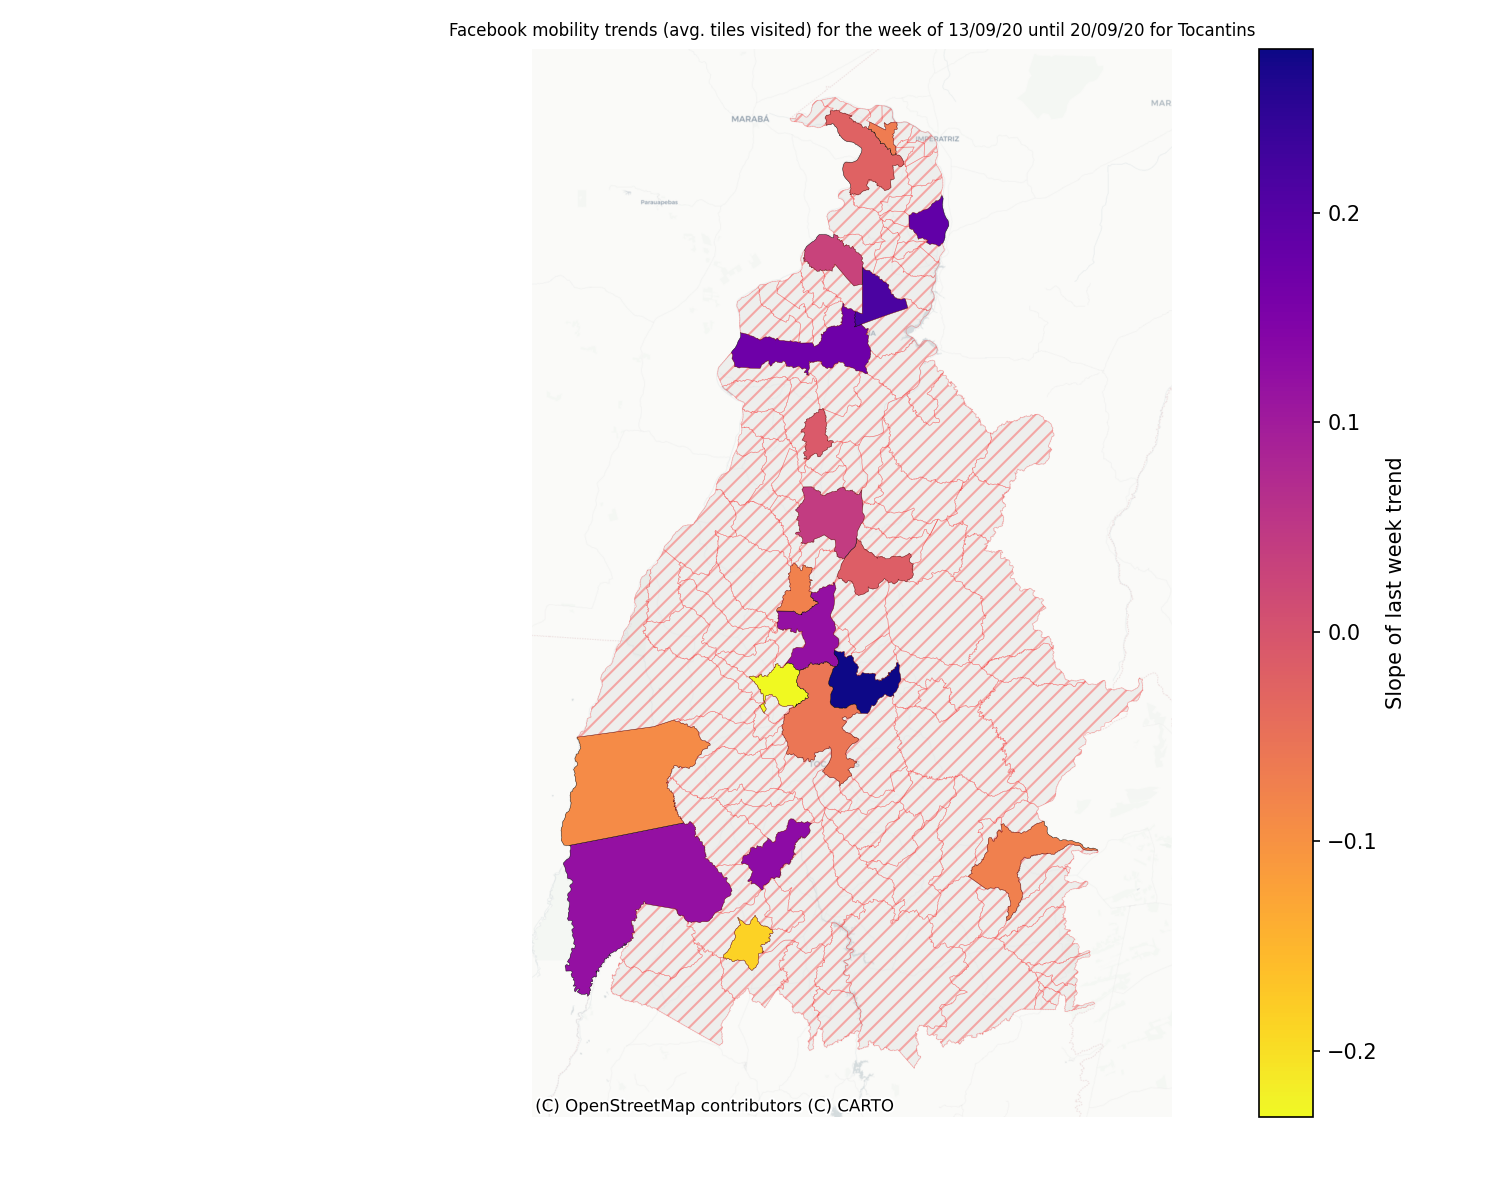 Facebook mobility trends (avg. tiles visited) for the week of 13/09/20 until 20/09/20 for Tocantins
MAR
MARABÁ
IMPERATRIZ
Parauapebas
0.2
0.1
0.0
−0.1
−0.2
Slope of last week trend
(C) OpenStreetMap contributors (C) CARTO